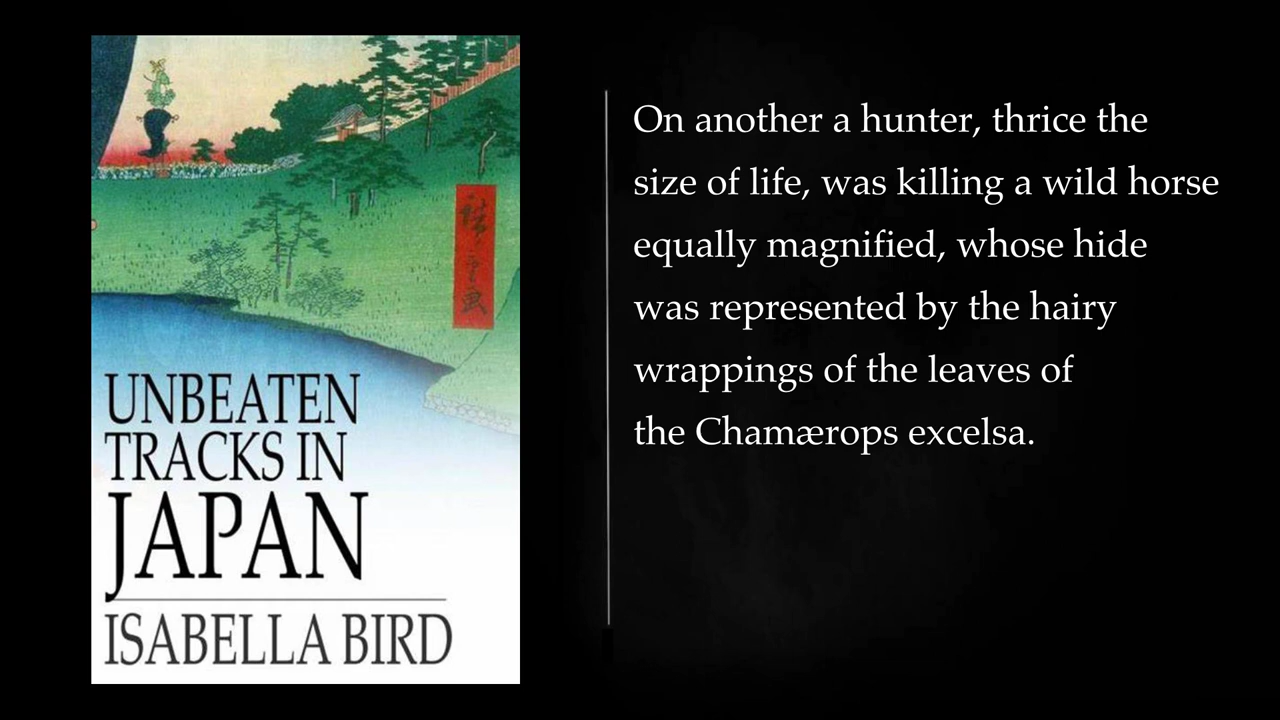 UNBEATEN
TRACKS IN
JAPAN
ISABELLA BIRD
On another a hunter, thrice the
size of life, was killing a wild horse
equally magnified, whose hide
was represented by the hairy
wrappings of the leaves of
the Chamærops excelsa.